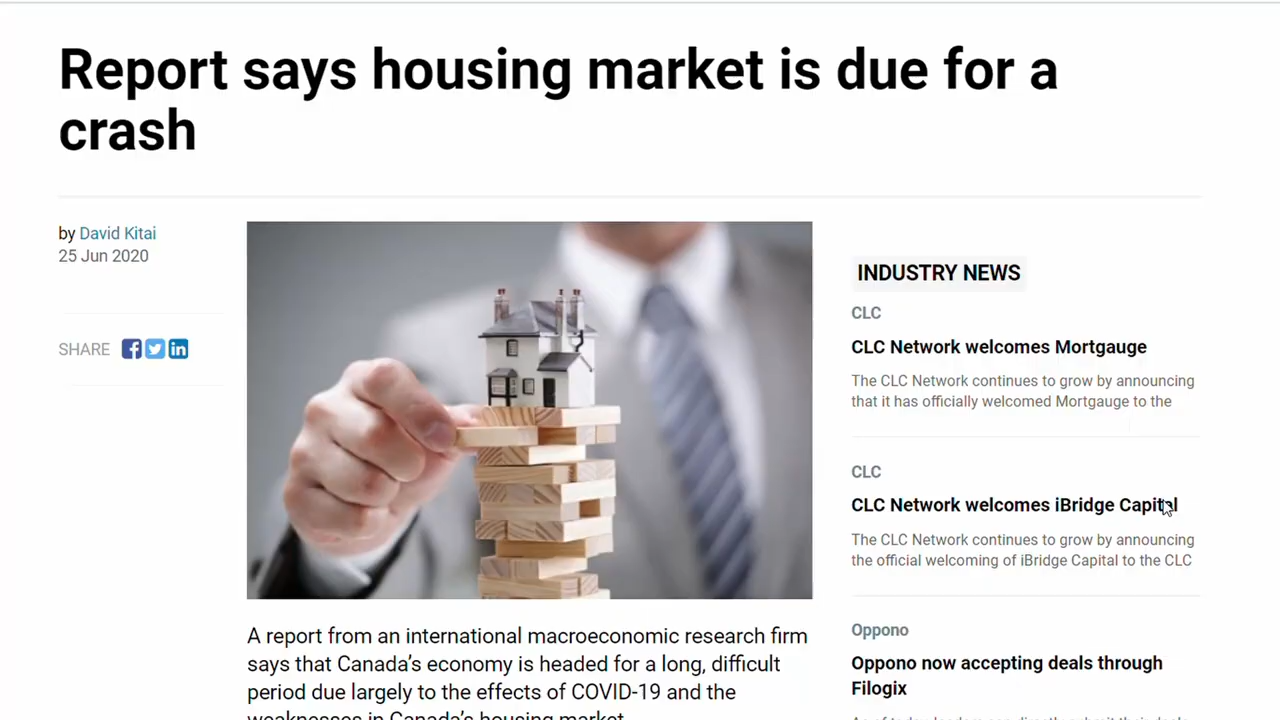 Report says housing market is due for a
crash
by David Kitai
25 Jun 2020
SHARE
A report from an international macroeconomic research firm
says that Canada’s economy is headed for a long, difficult
period due largely to the effects of COVID-19 and the
weaknesses in Canada’s housing market.
INDUSTRY NEWS
CLC
CLC Network welcomes Mortgauge
The CLC Network continues to grow by announcing
that it has officially welcomed Mortgauge to the
CLC
CLC Network welcomes iBridge Capital
The CLC Network continues to grow by announcing
the official welcoming of iBridge Capital to the CLC
Oppono
Oppono now accepting deals through
Filogix